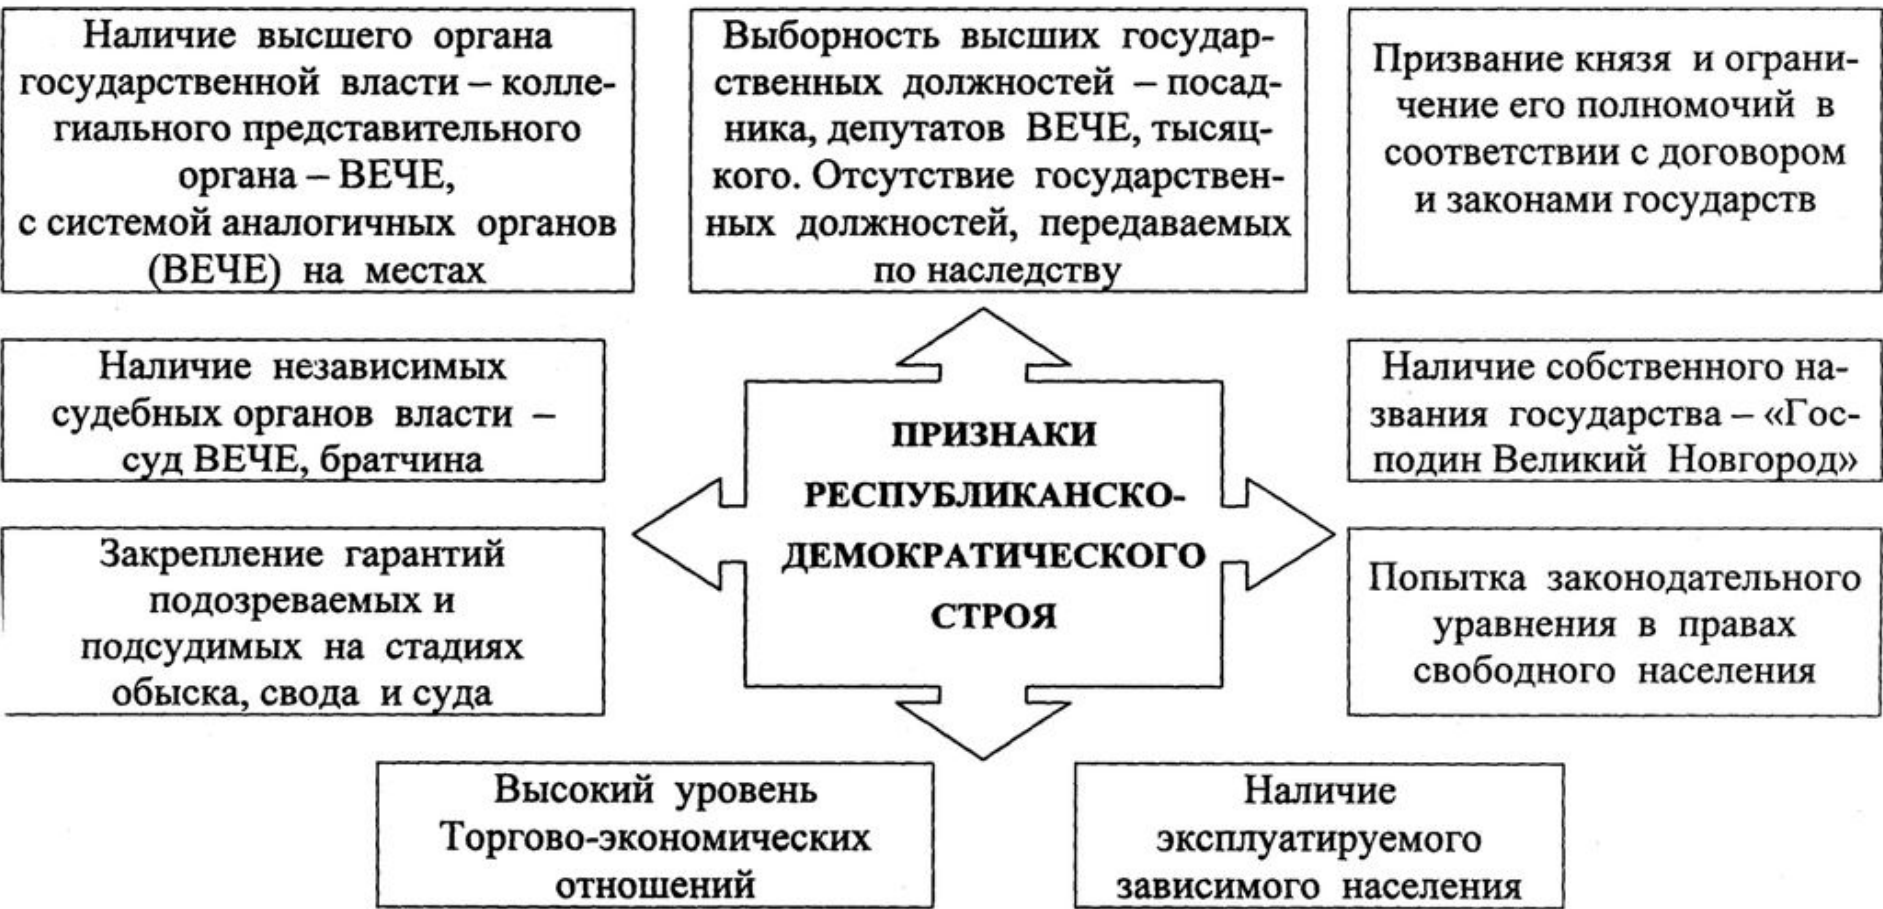 Наличие высшего органа
государственной власти – колле-
гиального представительного
органа – ВЕЧЕ,
с системой аналогичных органов
(ВЕЧЕ) на местах
Выборность высших государ-
ственных должностей – посад-
ника, депутатов ВЕЧЕ, тысяц-
кого. Отсутствие государствен-
ных должностей, передаваемых
по наследству
Призвание князя и ограни-
чение его полномочий в
соответствии с договором
и законами государств
Наличие независимых
судебных органов власти –
суд ВЕЧЕ, братчина
ПРИЗНАКИ
РЕСПУБЛИКАНСКО-
ДЕМОКРАТИЧЕСКОГО
СТРОЯ
Наличие собственного на-
звания государства – «Гос-
подин Великий Новгород»
Закрепление гарантий
подозреваемых и
подсудимых на стадиях
обыска, свода и суда
Попытка законодательного
уравнения в правах
свободного населения
Высокий уровень
Торгово-экономических
отношений
Наличие
эксплуатируемого
зависимого населения